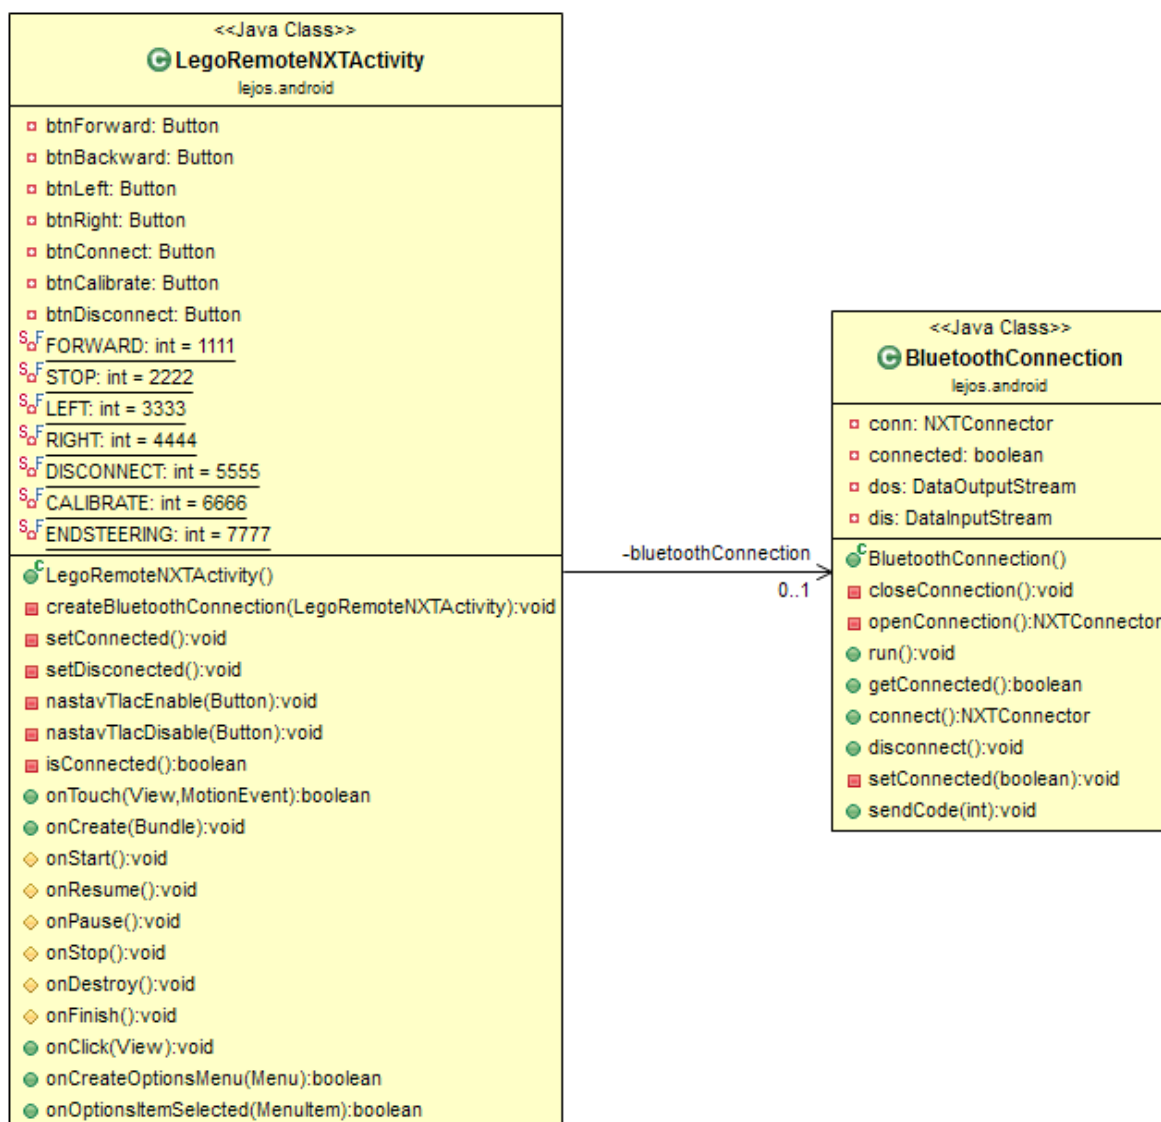 <<Java Class>>
LegoRemoteNXTActivity
lejos.android
btnForward: Button
btnBackward: Button
btnLeft: Button
btnRight: Button
btnConnect: Button
btnCalibrate: Button
btnDisconnect: Button
FORWARD: int = 1111
STOP: int = 2222
LEFT: int = 3333
RIGHT: int = 4444
DISCONNECT: int = 5555
CALIBRATE: int = 6666
ENDSTEERING: int = 7777
LegoRemoteNXTActivity()
createBluetoothConnection(LegoRemoteNXTActivity):void
setConnected():void
setDisconected():void
nastavTlacEnable(Button):void
nastavTlacDisable(Button):void
isConnected():boolean
onTouch(View,MotionEvent):boolean
onCreate(Bundle):void
onStart():void
onResume():void
onPause():void
onStop():void
onDestroy():void
onFinish():void
onClick(View):void
onCreateOptionsMenu(Menu):boolean
onOptionsItemSelected(MenuItem):boolean
-bluetoothConnection
0..1
<<Java Class>>
BluetoothConnection
lejos.android
conn: NXTConnector
connected: boolean
dos: DataOutputStream
dis: DataInputStream
BluetoothConnection()
closeConnection():void
openConnection():NXTConnector
run():void
getConnected():boolean
connect():NXTConnector
disconnect():void
setConnected(boolean):void
sendCode(int):void